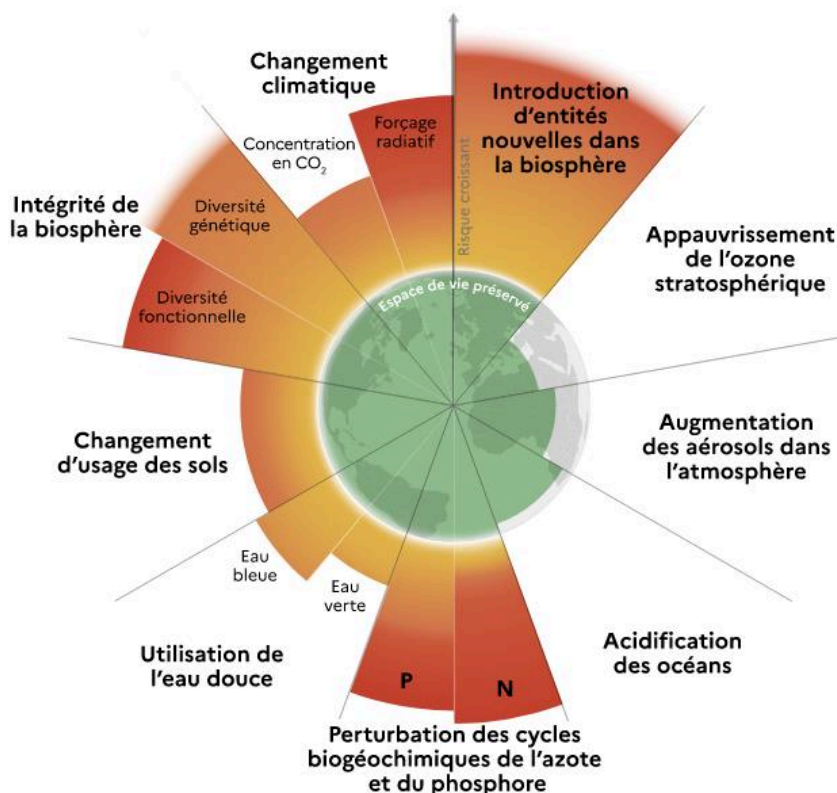 Changement
climatique
Forçage
radiatif
Concentration
en CO₂
Introduction
d'entités
nouvelles dans
la biosphère
Risque croissant
Intégrité de
la biosphère
Diversité
génétique
Diversité
fonctionnelle
Appauvrissement
de l'ozone
stratosphérique
Espace de vie préservé
Changement
d'usage des sols
Augmentation
des aérosols dans
l'atmosphère
Eau
bleue
Eau
verte
Utilisation de
l'eau douce
Acidification
des océans
P
N
Perturbation des cycles
biogéochimiques de l'azote
et du phosphore